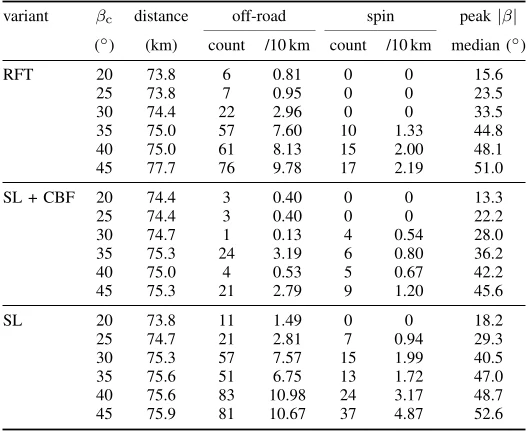 variant βc distance off-road spin peak |β|
(°) (km) count /10 km count /10 km median (°)
RFT 20 73.8 6 0.81 0 0 15.6
25 73.8 7 0.95 0 0 23.5
30 74.4 22 2.96 0 0 33.5
35 75.0 57 7.60 10 1.33 44.8
40 75.0 61 8.13 15 2.00 48.1
45 77.7 76 9.78 17 2.19 51.0
SL + CBF 20 74.4 3 0.40 0 0 13.3
25 74.4 3 0.40 0 0 22.2
30 74.7 1 0.13 4 0.54 28.0
35 75.3 24 3.19 6 0.80 36.2
40 75.0 4 0.53 5 0.67 42.2
45 75.3 21 2.79 9 1.20 45.6
SL 20 73.8 11 1.49 0 0 18.2
25 74.7 21 2.81 7 0.94 29.3
30 75.3 57 7.57 15 1.99 40.5
35 75.6 51 6.75 13 1.72 47.0
40 75.6 83 10.98 24 3.17 48.7
45 75.9 81 10.67 37 4.87 52.6